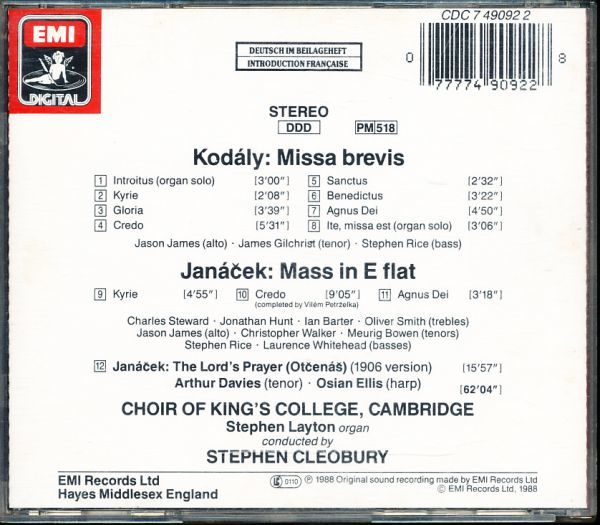 EMI
DIGITAL
DEUTSCH IM BEILAGEHEFT
INTRODUCTION FRANÇAISE
CDC 7 49092 2
0 77774 90922 8
STEREO
DDD PM 518
Kodály: Missa brevis
1 Introitus (organ solo) [3'00"] 5 Sanctus [2'32"]
2 Kyrie [2'08"] 6 Benedictus [3'22"]
3 Gloria [3'39"] 7 Agnus Dei [4'50"]
4 Credo [5'31"] 8 Ite, missa est (organ solo) [3'06"]
Jason James (alto) · James Gilchrist (tenor) · Stephen Rice (bass)
Janáček: Mass in E flat
9 Kyrie [4'55"] 10 Credo [9'05"] 11 Agnus Dei [3'18"]
(completed by Vilém Petrželka)
Charles Steward · Jonathan Hunt · Ian Barter · Oliver Smith (trebles)
Jason James (alto) · Christopher Walker · Meurig Bowen (tenors)
Stephen Rice · Laurence Whitehead (basses)
12 Janáček: The Lord's Prayer (Otčenáš) (1906 version) [15'57"]
Arthur Davies (tenor) · Osian Ellis (harp) [62'04"]
CHOIR OF KING'S COLLEGE, CAMBRIDGE
Stephen Layton organ
conducted by
STEPHEN CLEOBURY
EMI Records Ltd
Hayes Middlesex England
LC 0110 ℗ 1988 Original sound recording made by EMI Records Ltd
© EMI Records Ltd, 1988